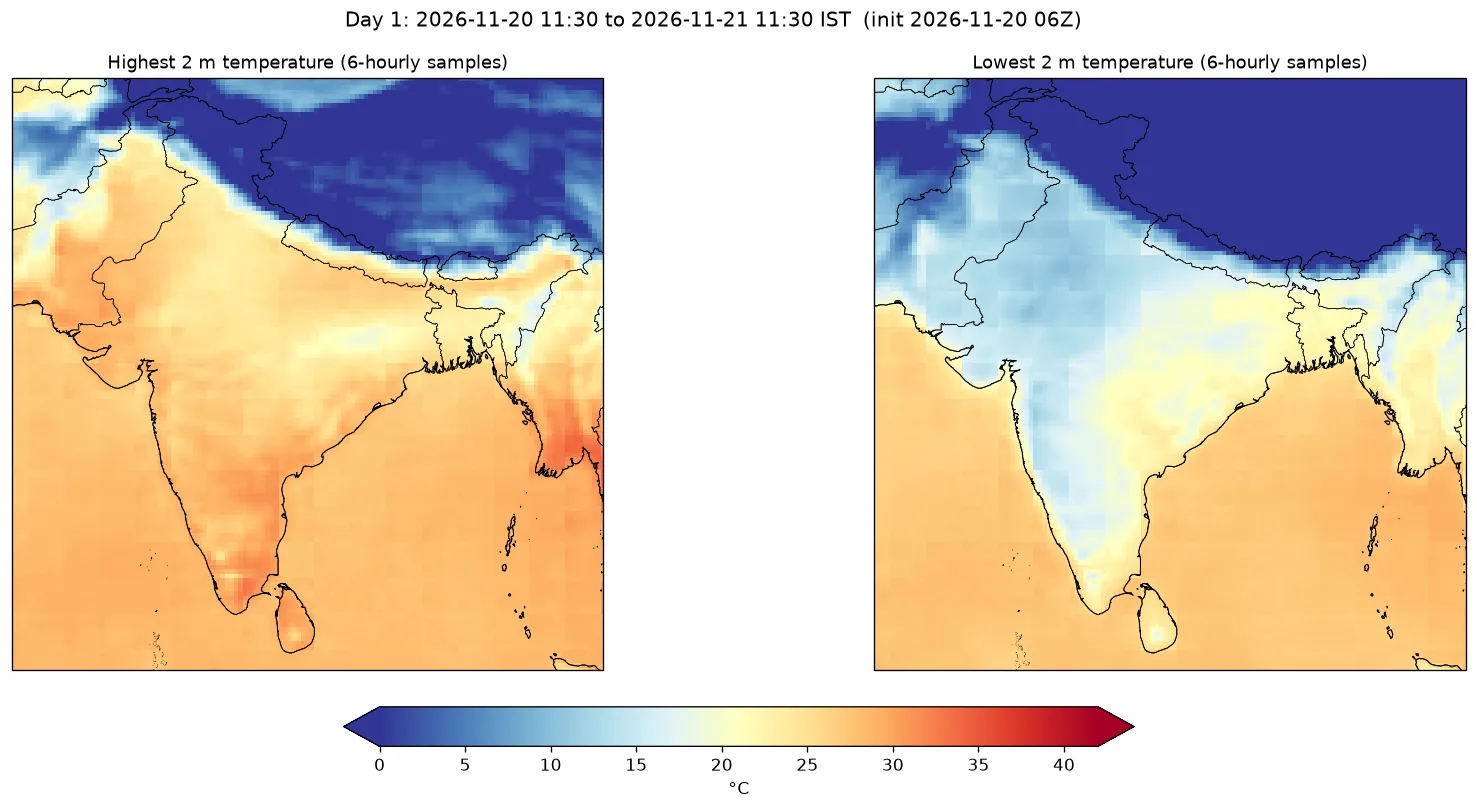 Day 1: 2026-11-20 11:30 to 2026-11-21 11:30 IST (init 2026-11-20 06Z)
Highest 2 m temperature (6-hourly samples)
Lowest 2 m temperature (6-hourly samples)
0 5 10 15 20 25 30 35 40
°C